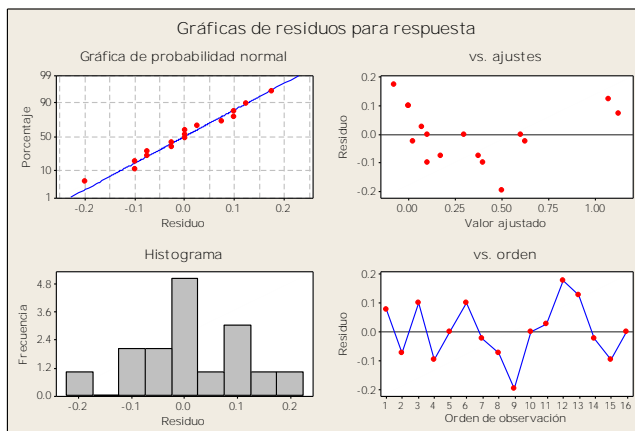 Gráficas de residuos para respuesta
Gráfica de probabilidad normal
99
90
50
10
1
Porcentaje
-0.2 -0.1 0.0 0.1 0.2
Residuo
vs. ajustes
0.2
0.1
0.0
-0.1
-0.2
Residuo
0.00 0.25 0.50 0.75 1.00
Valor ajustado
Histograma
4.8
3.6
2.4
1.2
0.0
Frecuencia
-0.2 -0.1 0.0 0.1 0.2
Residuo
vs. orden
0.2
0.1
0.0
-0.1
-0.2
Residuo
1 2 3 4 5 6 7 8 9 10 11 12 13 14 15 16
Orden de observación